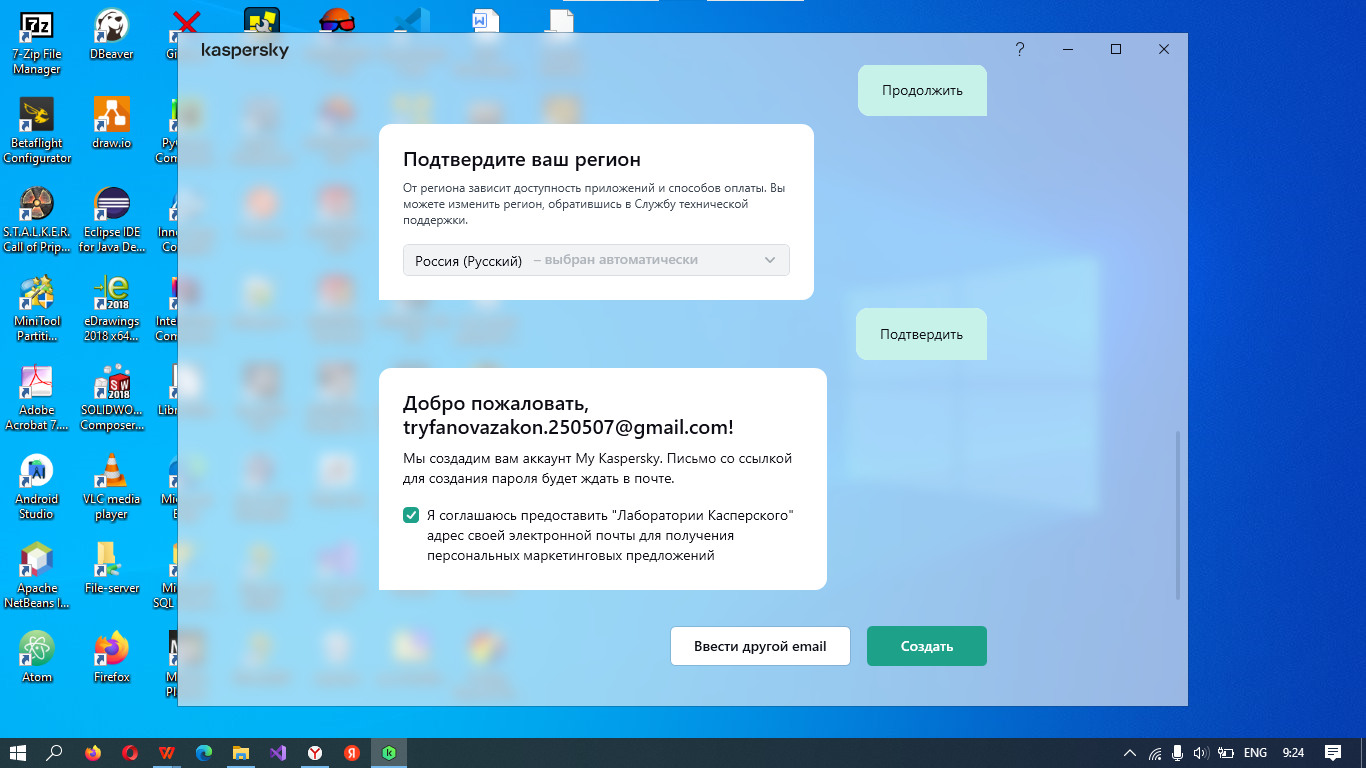 7-Zip File
Manager
DBeaver
kaspersky
?
Продолжить
Подтвердите ваш регион
От региона зависит доступность приложений и способов оплаты. Вы
можете изменить регион, обратившись в Службу технической
поддержки.
Россия (Русский) – выбран автоматически
Подтвердить
Добро пожаловать,
tryfanovazakon.250507@gmail.com!
Мы создадим вам аккаунт My Kaspersky. Письмо со ссылкой
для создания пароля будет ждать в почте.
Я соглашаюсь предоставить "Лаборатории Касперского"
адрес своей электронной почты для получения
персональных маркетинговых предложений
Ввести другой email
Создать
Betaflight
Configurator
draw.io
S.T.A.L.K.E.R.
Call of Prip...
Eclipse IDE
for Java De...
MiniTool
Partiti...
eDrawings
2018 x64...
Adobe
Acrobat 7....
SOLIDWO...
Composer...
Android
Studio
VLC media
player
Apache
NetBeans I...
File-server
Atom
Firefox
ENG
9:24